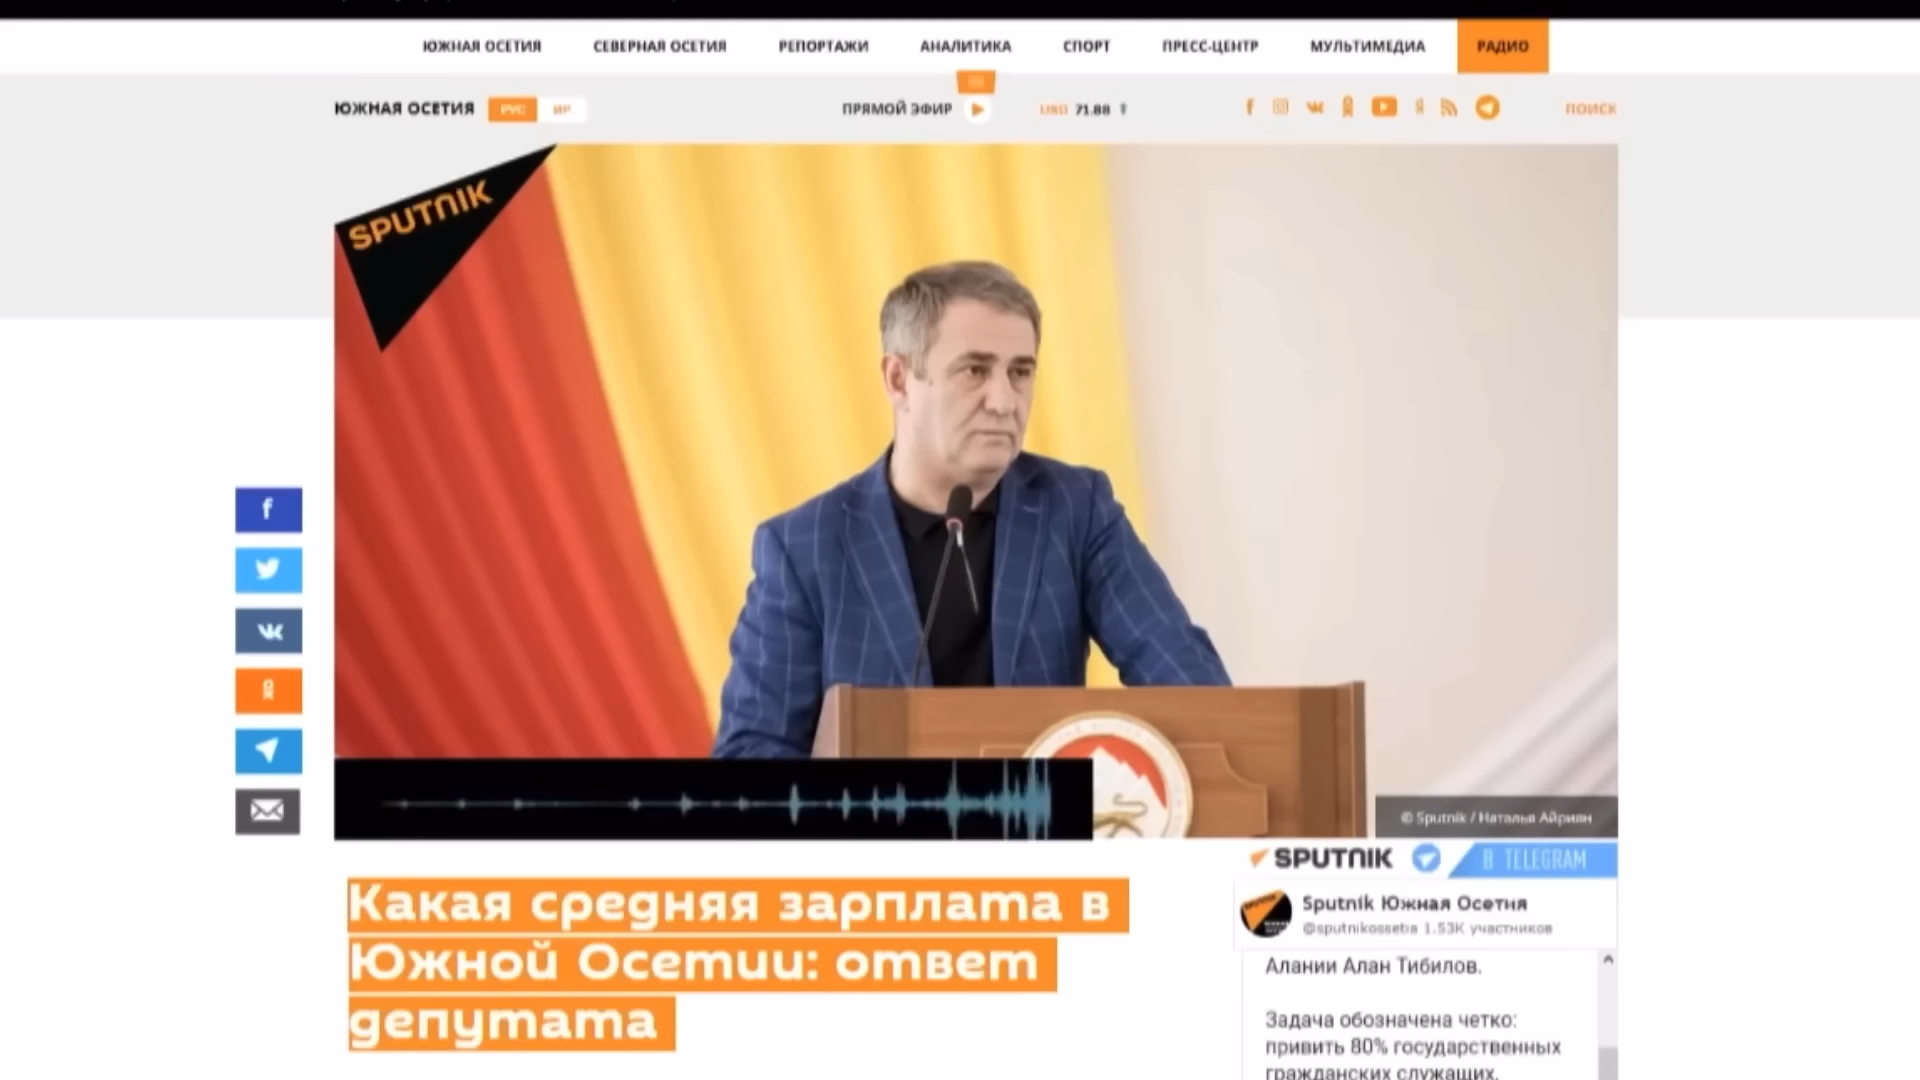 ЮЖНАЯ ОСЕТИЯ СЕВЕРНАЯ ОСЕТИЯ РЕПОРТАЖИ АНАЛИТИКА СПОРТ ПРЕСС-ЦЕНТР МУЛЬТИМЕДИА РАДИО
ЮЖНАЯ ОСЕТИЯ РУС ИР ПРЯМОЙ ЭФИР USD 71.88 ПОИСК
SPUTNIK
© Sputnik / Наталья Айриян
Какая средняя зарплата в
Южной Осетии: ответ
депутата
SPUTNIK В TELEGRAM
Sputnik Южная Осетия
@sputnikossetia 1.53K участников
Алании Алан Тибилов.
Задача обозначена четко:
привить 80% государственных
гражданских служащих,